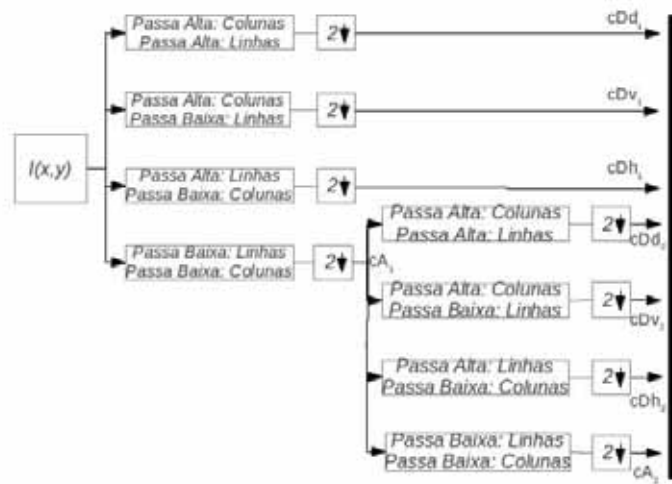 I(x,y)
Passa Alta: Colunas
Passa Alta: Linhas
2
cDd₁
Passa Alta: Colunas
Passa Baixa: Linhas
2
cDv₁
Passa Alta: Linhas
Passa Baixa: Colunas
2
cDh₁
Passa Baixa: Linhas
Passa Baixa: Colunas
2
cA₁
Passa Alta: Colunas
Passa Alta: Linhas
2
cDd₂
Passa Alta: Colunas
Passa Baixa: Linhas
2
cDv₂
Passa Alta: Linhas
Passa Baixa: Colunas
2
cDh₂
Passa Baixa: Linhas
Passa Baixa: Colunas
2
cA₂